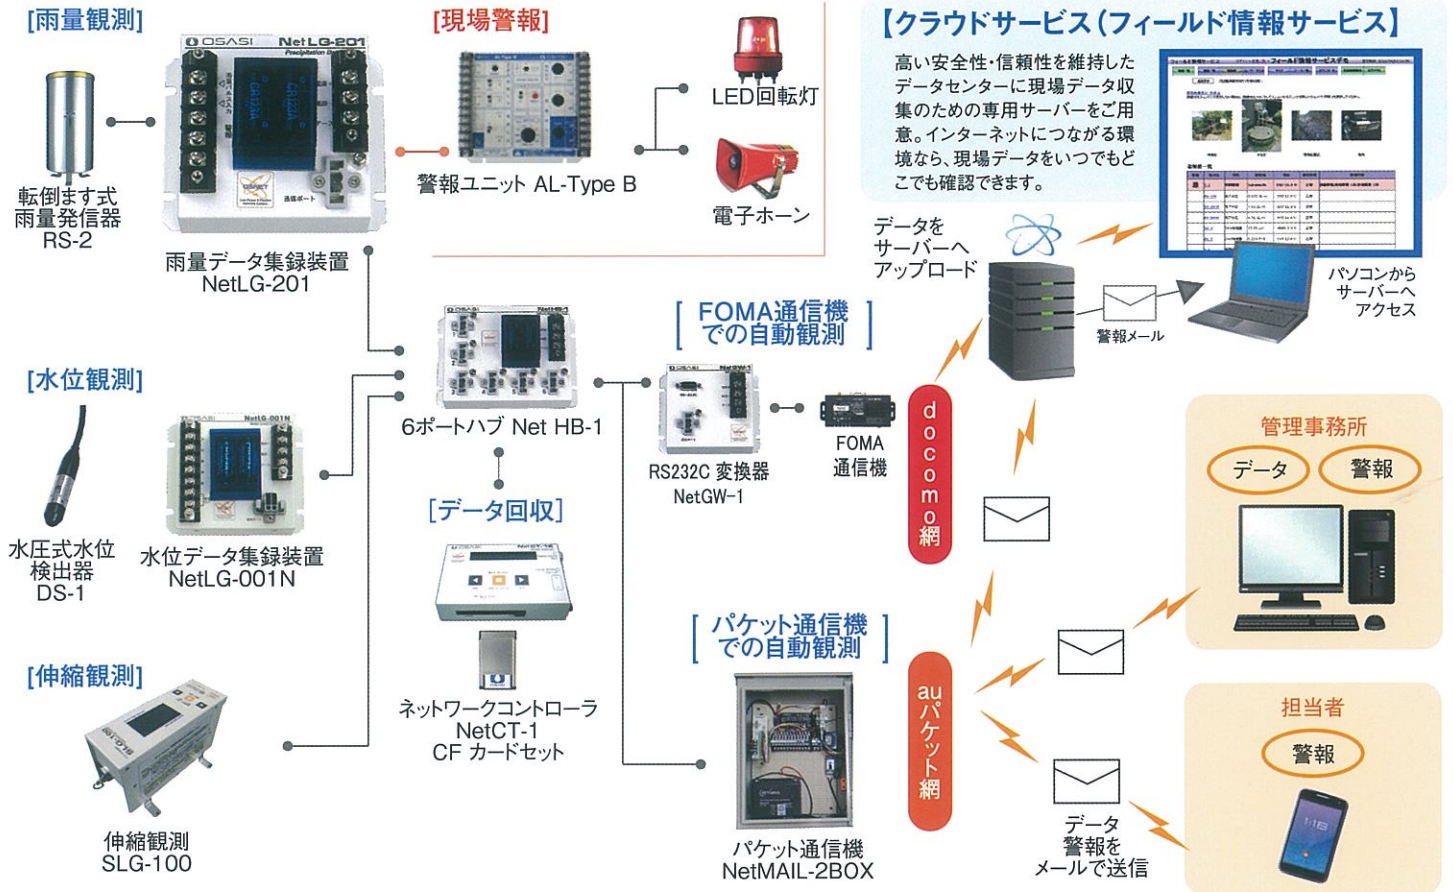 [雨量観測]
OSASI NetLG-201
転倒ます式
雨量発信器
RS-2
雨量データ集録装置
NetLG-201
[現場警報]
AL-Type B
警報ユニット AL-Type B
LED回転灯
電子ホーン
【クラウドサービス(フィールド情報サービス】
高い安全性・信頼性を維持した
データセンターに現場データ収
集のための専用サーバーをご用
意。インターネットにつながる環
境なら、現場データをいつでもど
こでも確認できます。
データを
サーバーへ
アップロード
警報メール
パソコンから
サーバーへ
アクセス
[水位観測]
水圧式水位
検出器
DS-1
NetLG-001N
水位データ集録装置
NetLG-001N
OSASI NetHB-1
6ポートハブ Net HB-1
[FOMA通信機
での自動観測]
OSASI NetGW-1
RS232C 変換器
NetGW-1
FOMA
通信機
docomo網
管理事務所
データ
警報
[データ回収]
ネットワークコントローラ
NetCT-1
CF カードセット
[伸縮観測]
SLG-100
伸縮観測
SLG-100
[パケット通信機
での自動観測]
パケット通信機
NetMAIL-2BOX
auパケット網
データ
警報を
メールで送信
担当者
警報